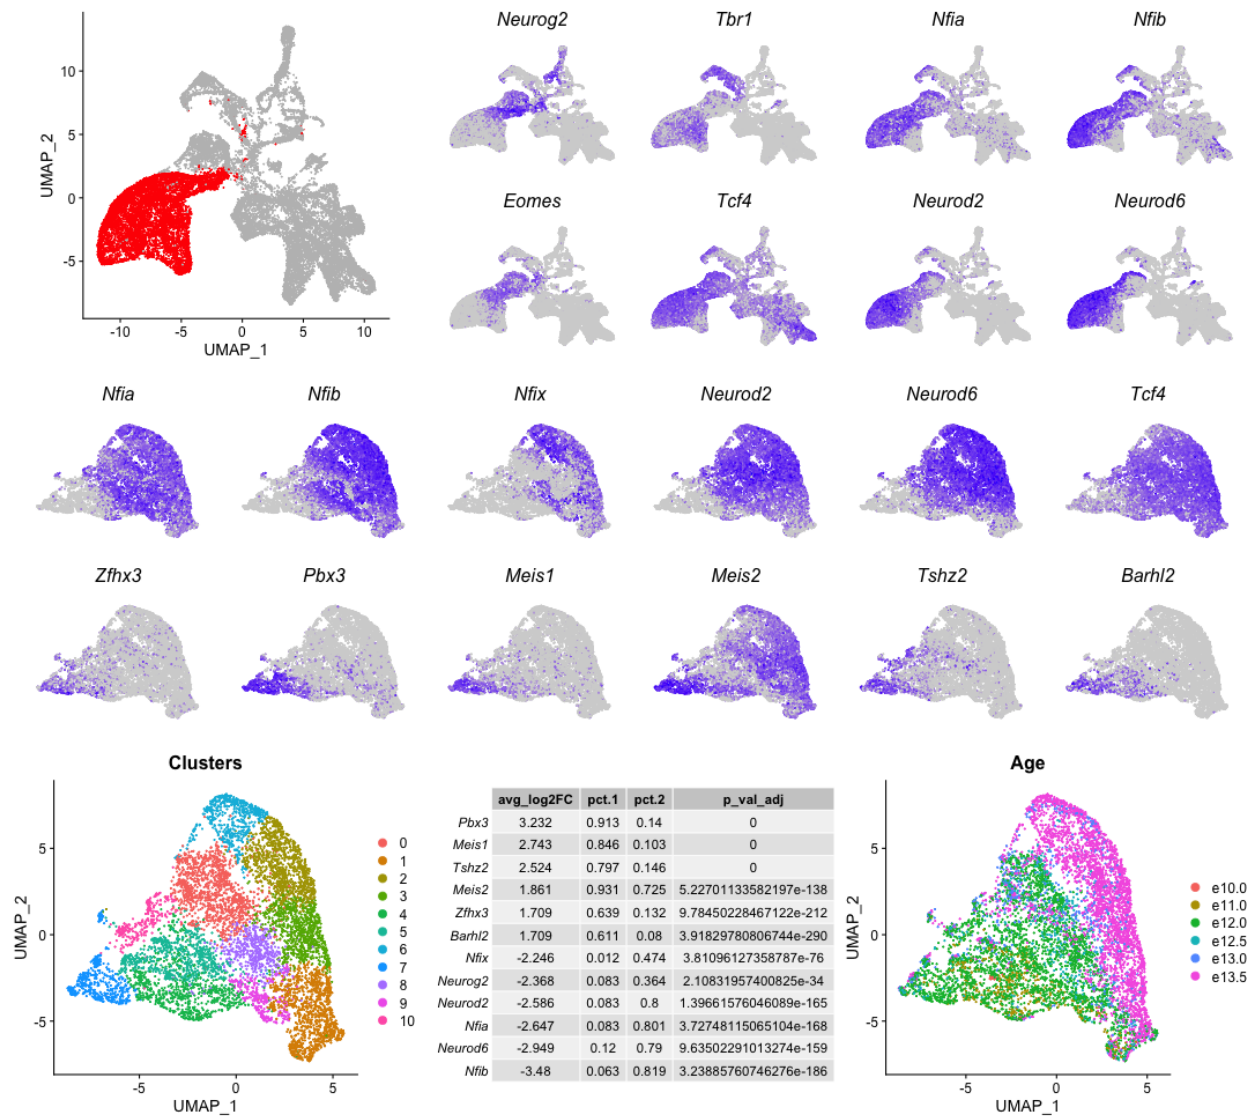 Neurog2 Tbr1 Nfia Nfib
10
5
0
-5
UMAP_2
-10 -5 0 5 10
UMAP_1
Eomes Tcf4 Neurod2 Neurod6
Nfia Nfib Nfix Neurod2 Neurod6 Tcf4
Zfhx3 Pbx3 Meis1 Meis2 Tshz2 Barhl2
Clusters
5
0
-5
UMAP_2
-5 0 5
UMAP_1
0
1
2
3
4
5
6
7
8
9
10
avg_log2FC pct.1 pct.2 p_val_adj
Pbx3 3.232 0.913 0.14 0
Meis1 2.743 0.846 0.103 0
Tshz2 2.524 0.797 0.146 0
Meis2 1.861 0.931 0.725 5.22701133582197e-138
Zfhx3 1.709 0.639 0.132 9.78450228467122e-212
Barhl2 1.709 0.611 0.08 3.91829780806744e-290
Nfix -2.246 0.012 0.474 3.81096127358787e-76
Neurog2 -2.368 0.083 0.364 2.10831957400825e-34
Neurod2 -2.586 0.083 0.8 1.39661576046089e-165
Nfia -2.647 0.083 0.801 3.72748115065104e-168
Neurod6 -2.949 0.12 0.79 9.63502291013274e-159
Nfib -3.48 0.063 0.819 3.23885760746276e-186
Age
5
0
-5
UMAP_2
-5 0 5
UMAP_1
e10.0
e11.0
e12.0
e12.5
e13.0
e13.5